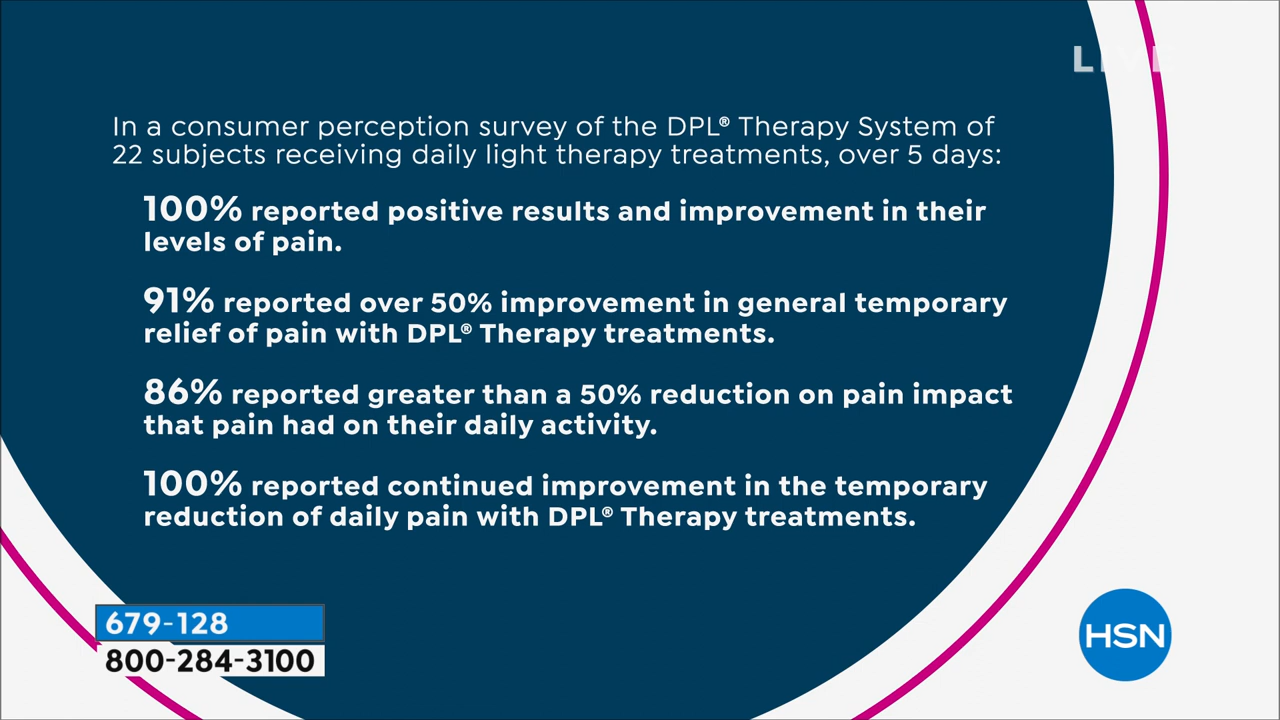 LIVE
In a consumer perception survey of the DPL® Therapy System of
22 subjects receiving daily light therapy treatments, over 5 days:
100% reported positive results and improvement in their
levels of pain.
91% reported over 50% improvement in general temporary
relief of pain with DPL® Therapy treatments.
86% reported greater than a 50% reduction on pain impact
that pain had on their daily activity.
100% reported continued improvement in the temporary
reduction of daily pain with DPL® Therapy treatments.
679-128
800-284-3100
HSN